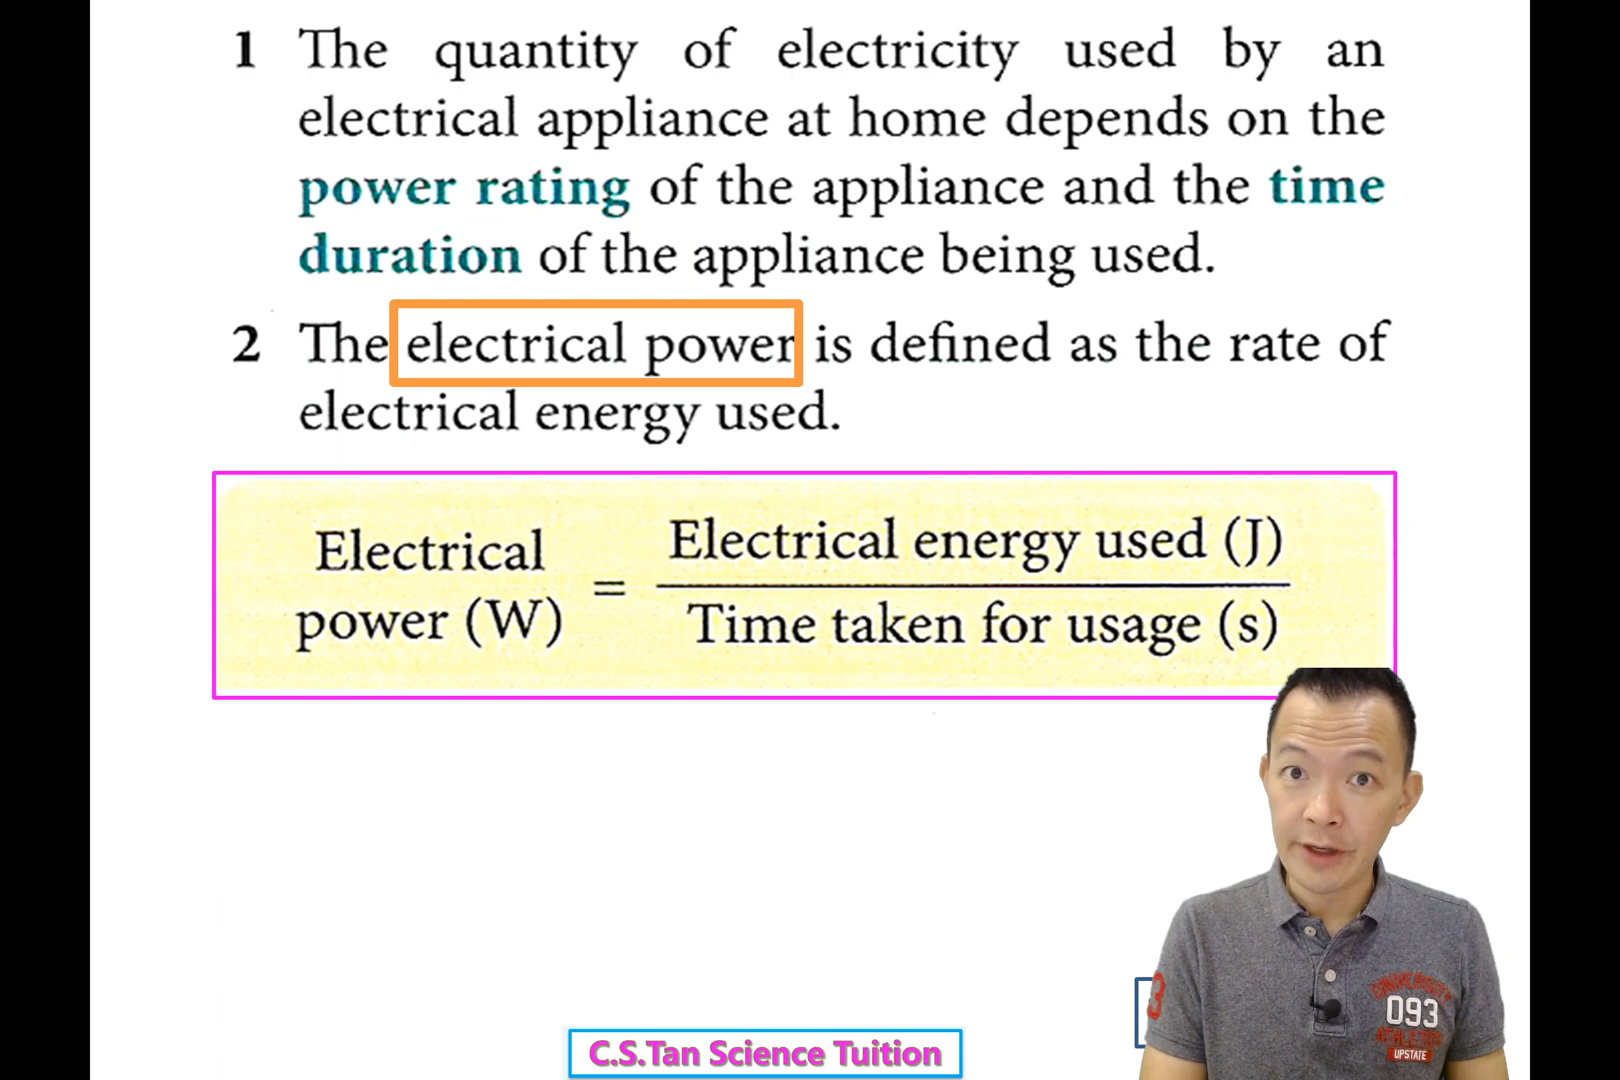 1 The quantity of electricity used by an
electrical appliance at home depends on the
power rating of the appliance and the time
duration of the appliance being used.
2 The electrical power is defined as the rate of
electrical energy used.
Electrical
power (W)
=
Electrical energy used (J)
Time taken for usage (s)
3
093
UPSTATE
C.S.Tan Science Tuition